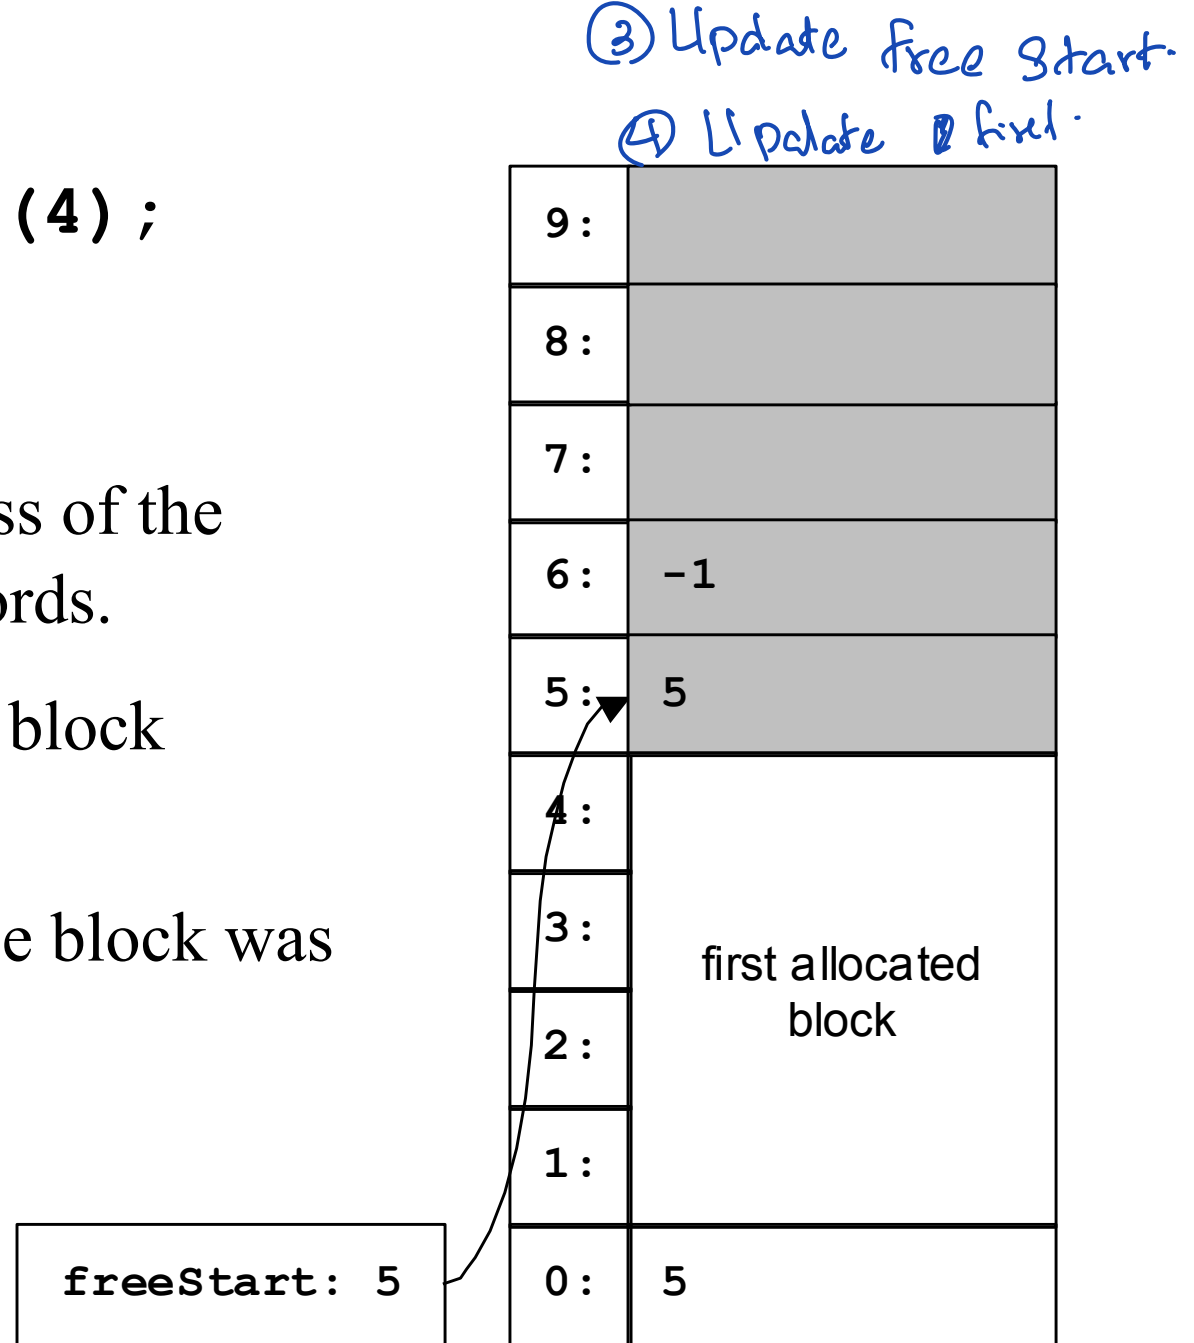 ③ Update free start.
④ Update
(4);
ss of the
ords.
block
e block was
9:
8:
7:
6: -1
5: 5
4:
3:
2:
1:
first allocated
block
freeStart: 5
0: 5